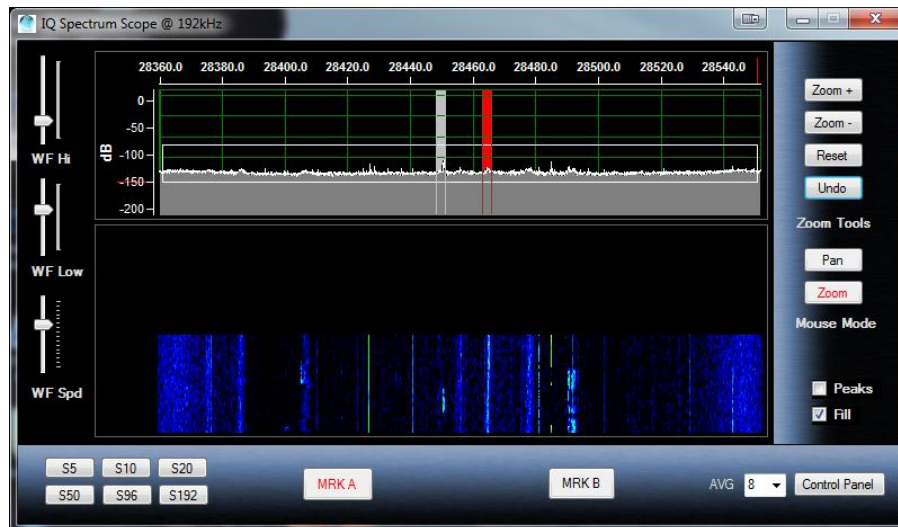 IQ Spectrum Scope @ 192kHz
28360.0 28380.0 28400.0 28420.0 28440.0 28460.0 28480.0 28500.0 28520.0 28540.0
0
-50
-100
-150
-200
dB
WF Hi
WF Low
WF Spd
Zoom +
Zoom -
Reset
Undo
Zoom Tools
Pan
Zoom
Mouse Mode
Peaks
Fill
S5 S10 S20
S50 S96 S192
MRK A
MRK B
AVG 8
Control Panel